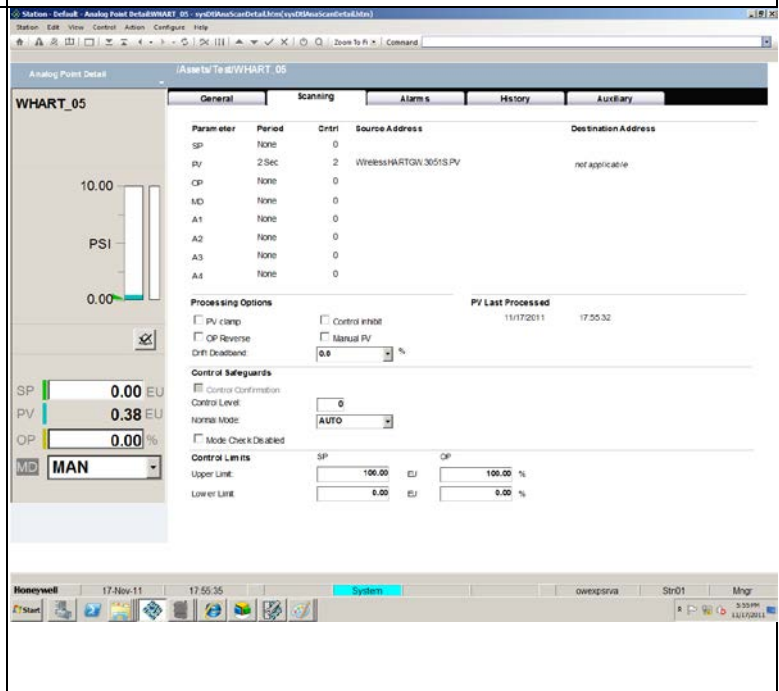 Station - Default - Analog Point Detail:WHART_05 - sysDtlAnaScanDetail.htm(sysDtlAnaScanDetail.htm)
Station Edit View Control Action Configure Help
Zoom To Fit Command
Analog Point Detail /Assets/Test/WHART_05
WHART_05
General Scanning Alarms History Auxiliary
Parameter Period Cntrl Source Address Destination Address
SP None 0
PV 2 Sec 2 WirelessHARTGW.3051S.PV not applicable
OP None 0
MD None 0
A1 None 0
A2 None 0
A3 None 0
A4 None 0
10.00
PSI
0.00
Processing Options PV Last Processed
PV clamp Control inhibit 11/17/2011 17:55:32
OP Reverse Manual PV
Drift Deadband: 0.0 %
Control Safeguards
Control Confirmation
Control Level: 0
Normal Mode: AUTO
Mode Check Disabled
Control Limits SP OP
Upper Limit: 100.00 EU 100.00 %
Lower Limit: 0.00 EU 0.00 %
SP 0.00 EU
PV 0.38 EU
OP 0.00 %
MD MAN
Honeywell 17-Nov-11 17:55:35 System owexpsrva Stn01 Mngr
Start 5:55 PM
11/17/2011